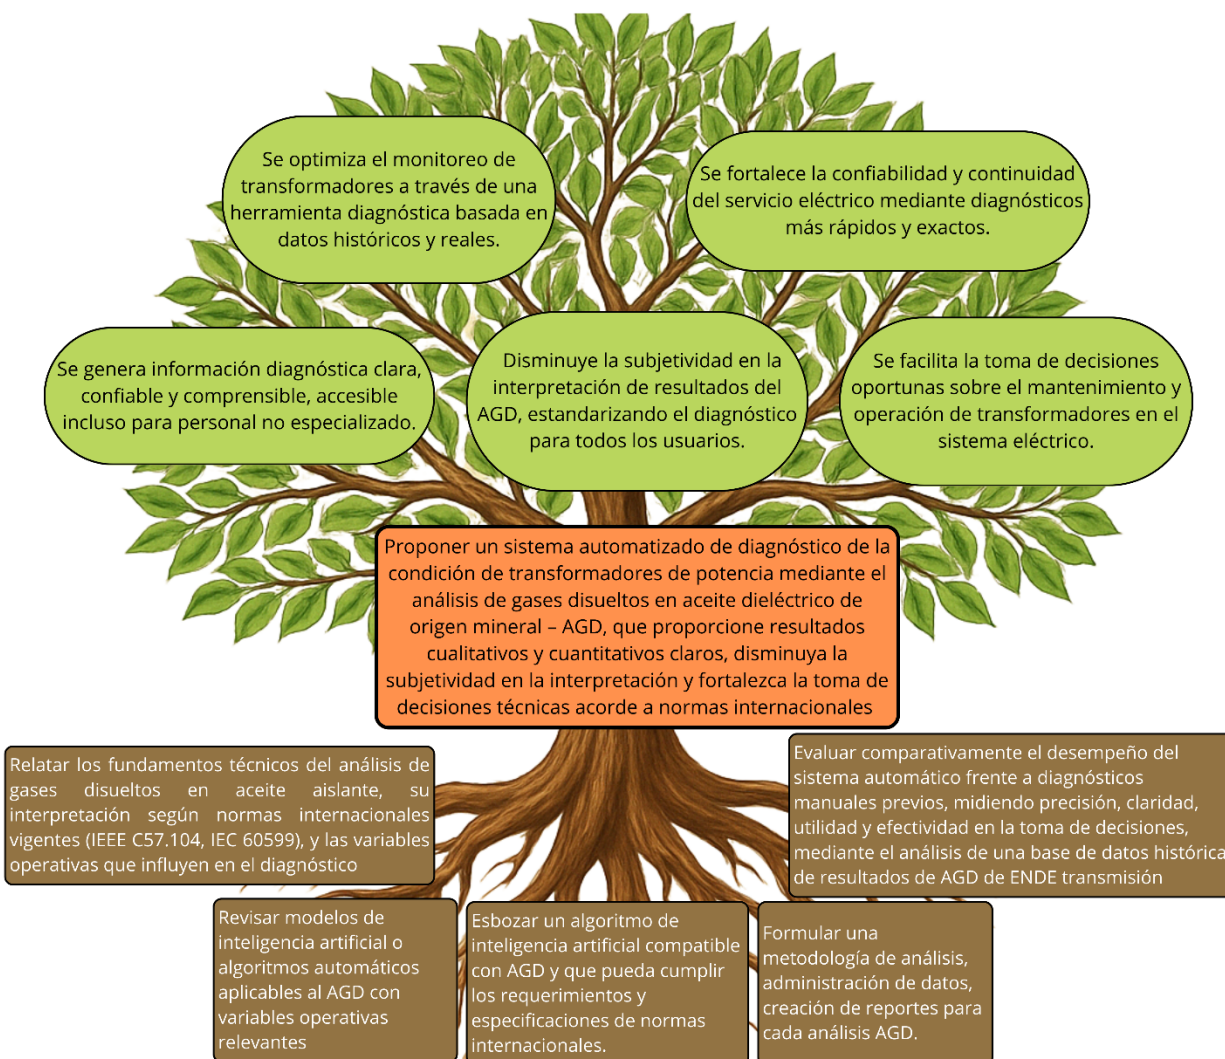 Se optimiza el monitoreo de
transformadores a través de una
herramienta diagnóstica basada en
datos históricos y reales.
Se fortalece la confiabilidad y continuidad
del servicio eléctrico mediante diagnósticos
más rápidos y exactos.
Se genera información diagnóstica clara,
confiable y comprensible, accesible
incluso para personal no especializado.
Disminuye la subjetividad en la
interpretación de resultados del
AGD, estandarizando el diagnóstico
para todos los usuarios.
Se facilita la toma de decisiones
oportunas sobre el mantenimiento y
operación de transformadores en el
sistema eléctrico.
Proponer un sistema automatizado de diagnóstico de la
condición de transformadores de potencia mediante el
análisis de gases disueltos en aceite dieléctrico de
origen mineral – AGD, que proporcione resultados
cualitativos y cuantitativos claros, disminuya la
subjetividad en la interpretación y fortalezca la toma de
decisiones técnicas acorde a normas internacionales
Relatar los fundamentos técnicos del análisis de
gases disueltos en aceite aislante, su
interpretación según normas internacionales
vigentes (IEEE C57.104, IEC 60599), y las variables
operativas que influyen en el diagnóstico
Evaluar comparativamente el desempeño del
sistema automático frente a diagnósticos
manuales previos, midiendo precisión, claridad,
utilidad y efectividad en la toma de decisiones,
mediante el análisis de una base de datos histórica
de resultados de AGD de ENDE transmisión
Revisar modelos de
inteligencia artificial o
algoritmos automáticos
aplicables al AGD con
variables operativas
relevantes
Esbozar un algoritmo de
inteligencia artificial compatible
con AGD y que pueda cumplir
los requerimientos y
especificaciones de normas
internacionales.
Formular una
metodología de análisis,
administración de datos,
creación de reportes para
cada análisis AGD.